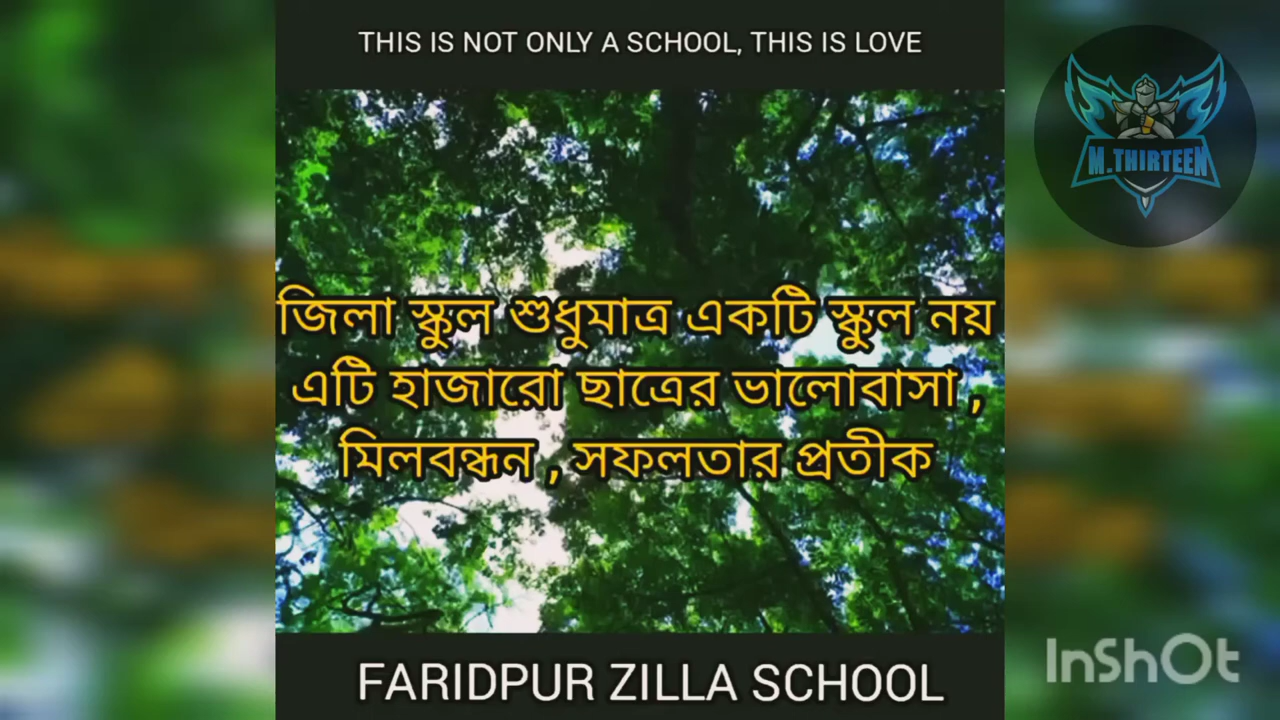 THIS IS NOT ONLY A SCHOOL, THIS IS LOVE
M.THIRTEEN
জিলা স্কুল শুধুমাত্র একটি স্কুল নয়
এটি হাজারো ছাত্রের ভালোবাসা ,
মিলবন্ধন , সফলতার প্রতীক
FARIDPUR ZILLA SCHOOL
InShOt